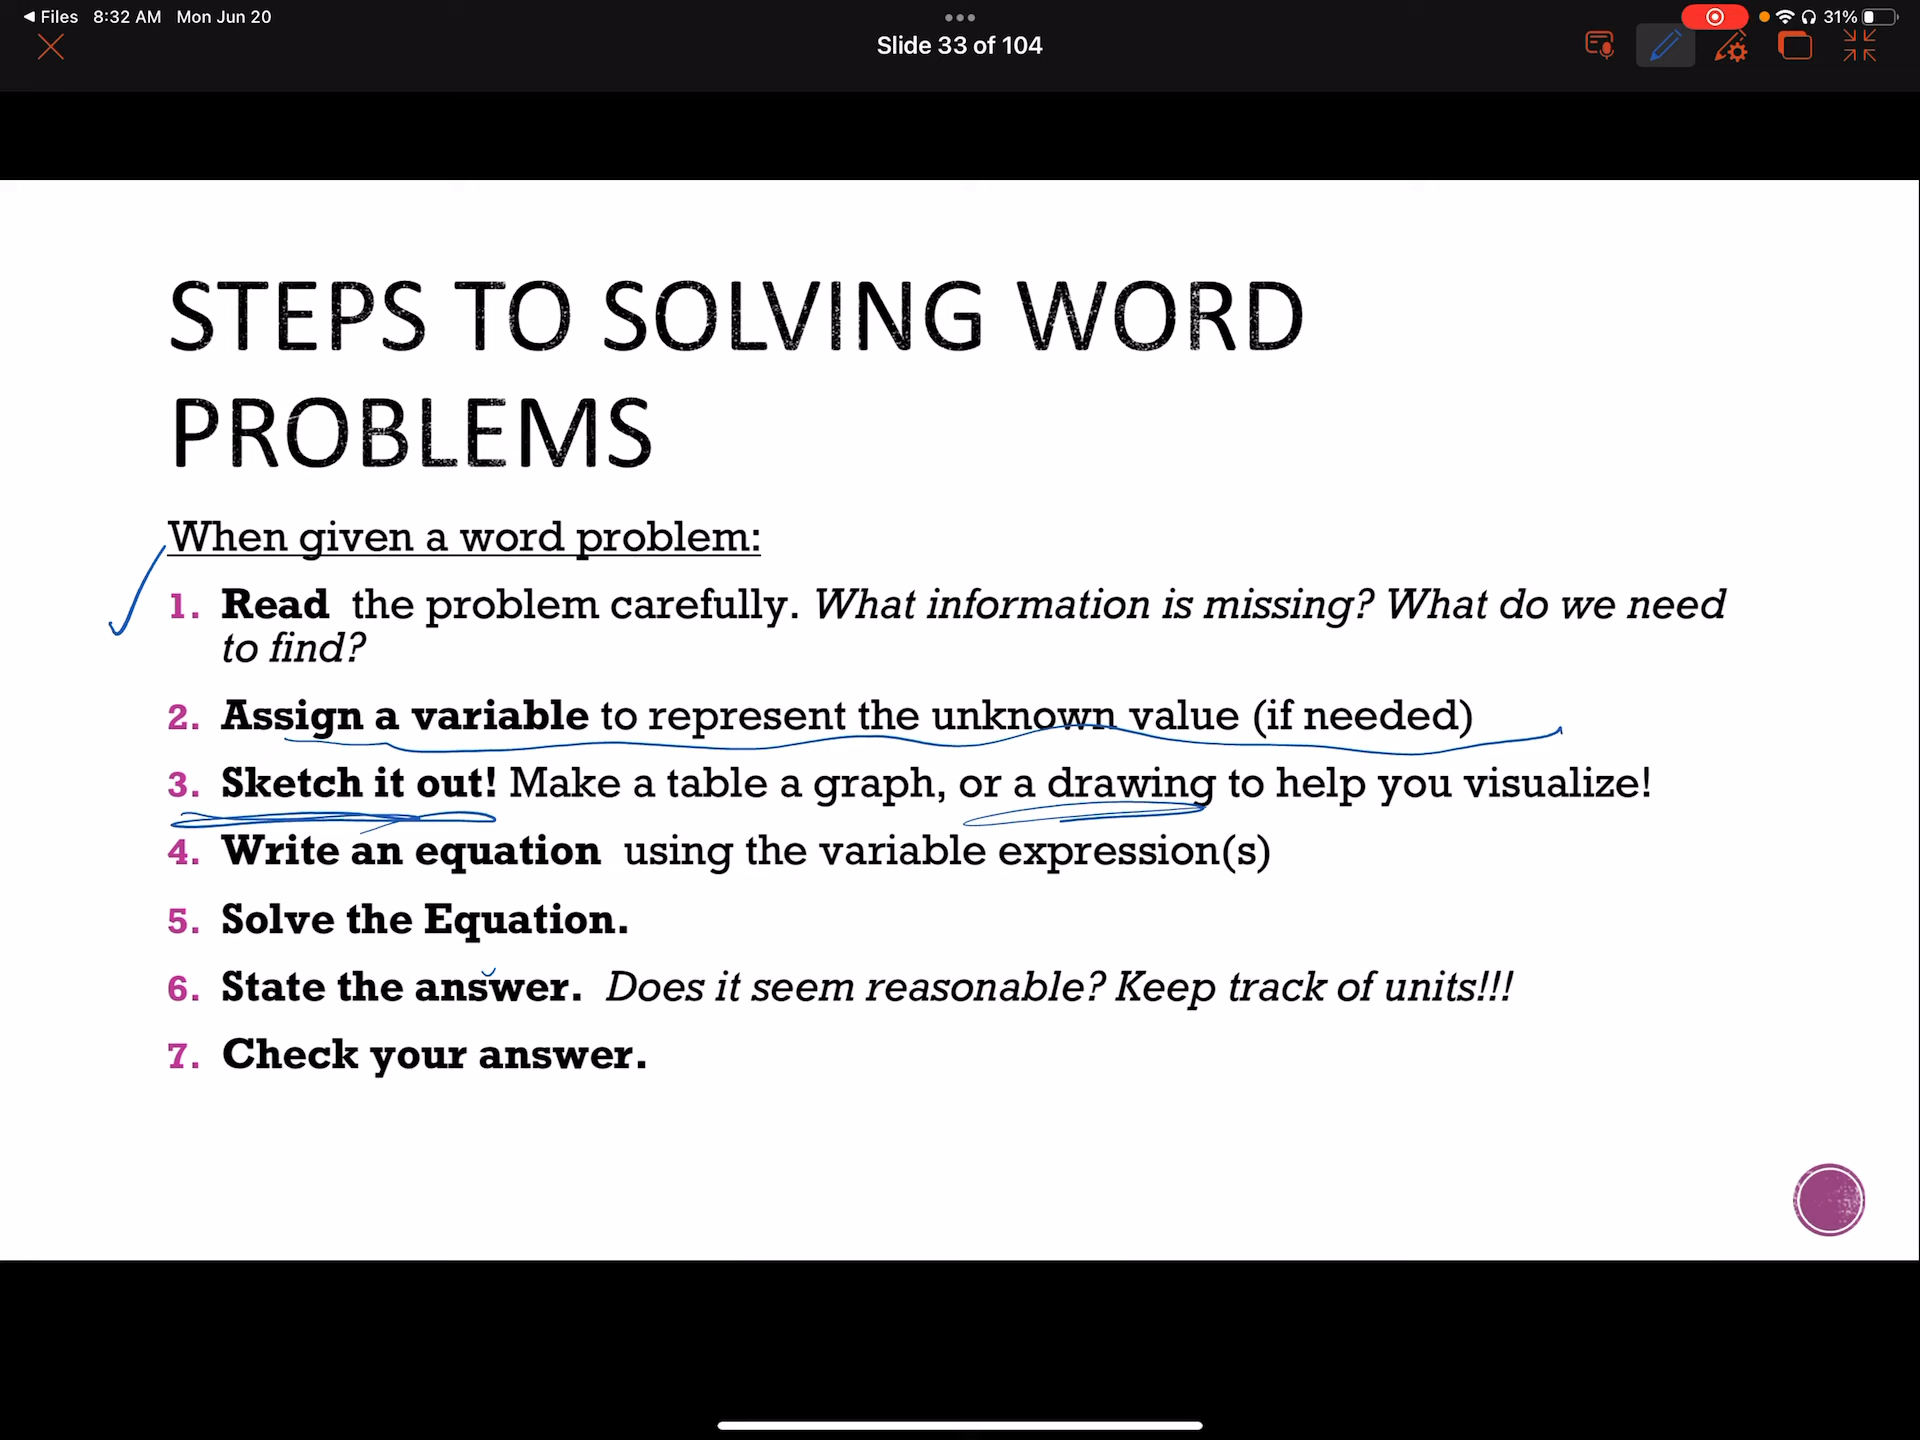 ◀ Files 8:32 AM Mon Jun 20
31%
Slide 33 of 104
STEPS TO SOLVING WORD
PROBLEMS
When given a word problem:
1. Read the problem carefully. What information is missing? What do we need
to find?
2. Assign a variable to represent the unknown value (if needed)
3. Sketch it out! Make a table a graph, or a drawing to help you visualize!
4. Write an equation using the variable expression(s)
5. Solve the Equation.
6. State the answer. Does it seem reasonable? Keep track of units!!!
7. Check your answer.